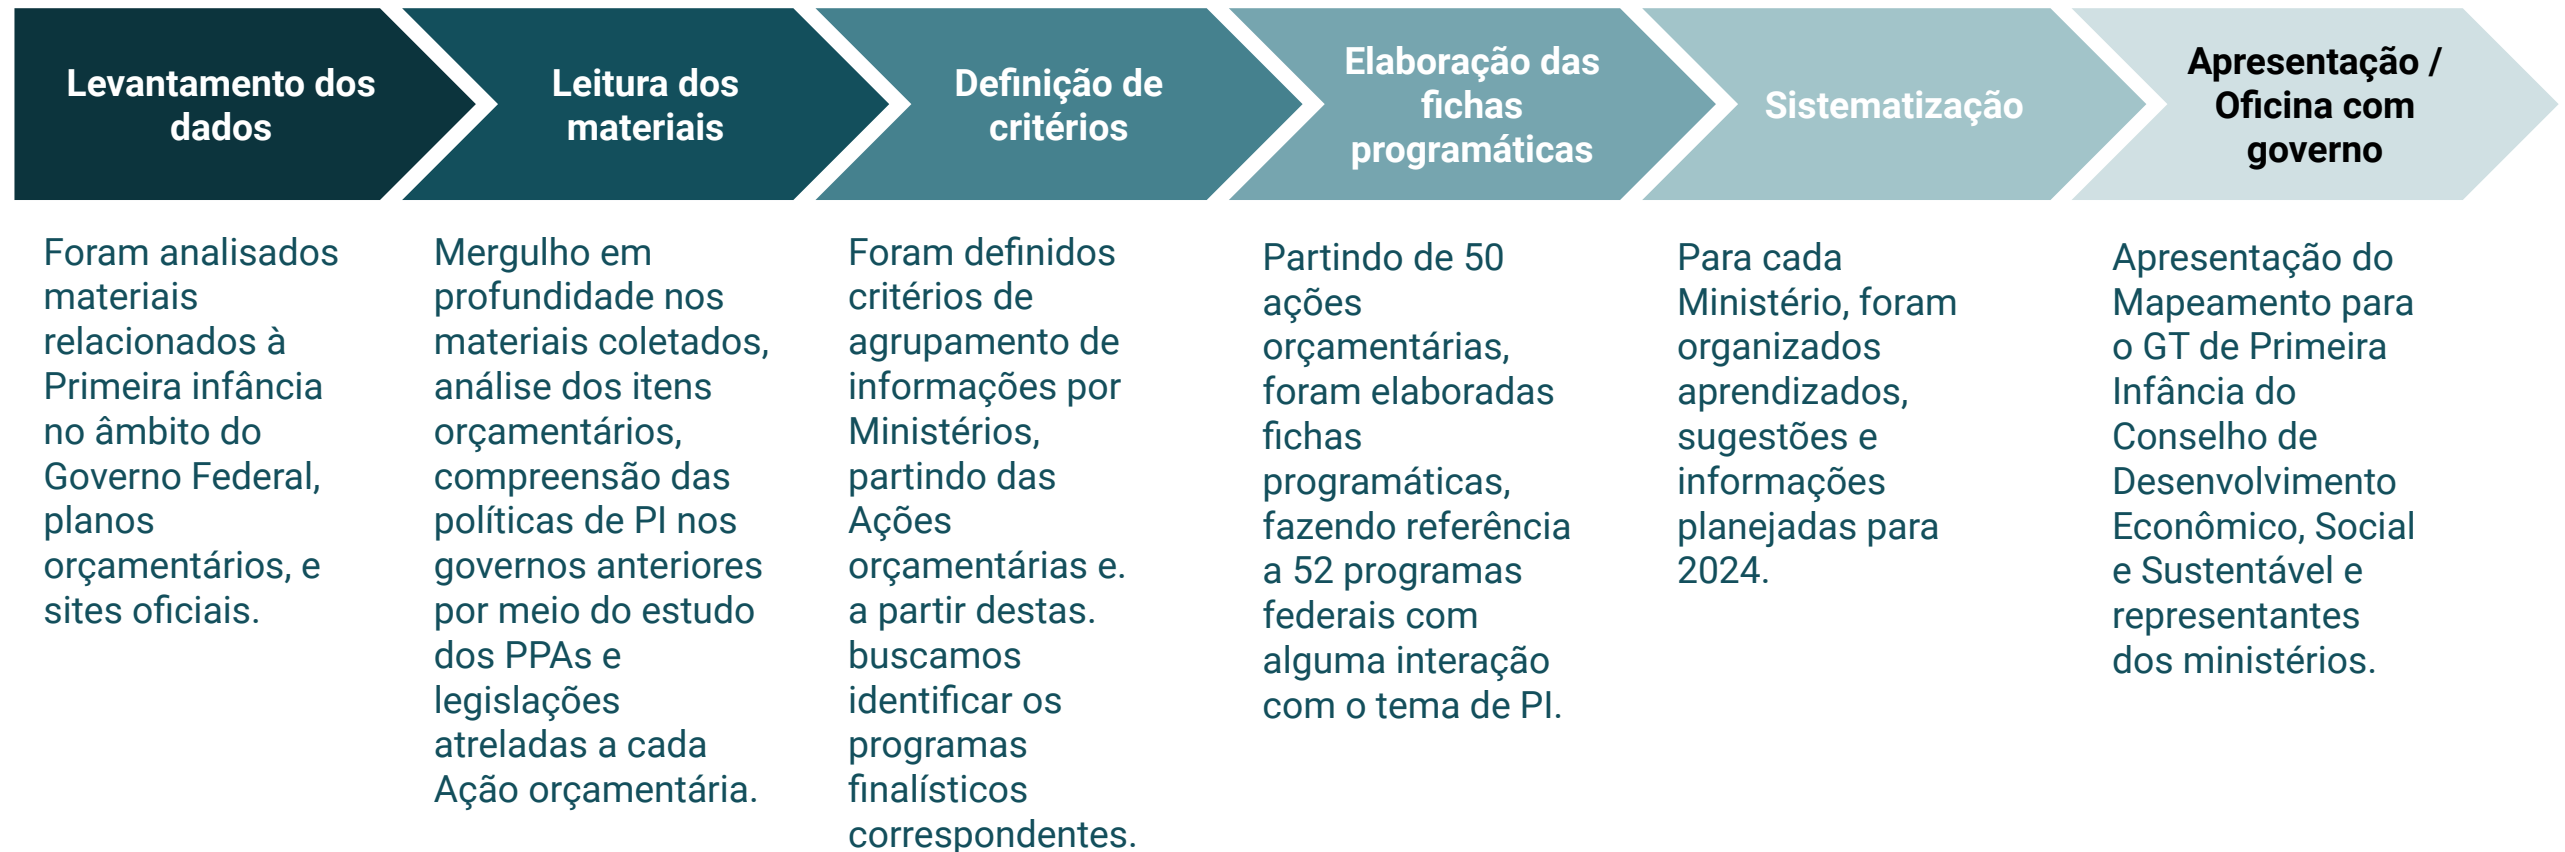 Levantamento dos
dados
Leitura dos
materiais
Definição de
critérios
Elaboração das
fichas
programáticas
Sistematização
Apresentação /
Oficina com
governo
Foram analisados
materiais
relacionados à
Primeira infância
no âmbito do
Governo Federal,
planos
orçamentários, e
sites oficiais.
Mergulho em
profundidade nos
materiais coletados,
análise dos itens
orçamentários,
compreensão das
políticas de PI nos
governos anteriores
por meio do estudo
dos PPAs e
legislações
atreladas a cada
Ação orçamentária.
Foram definidos
critérios de
agrupamento de
informações por
Ministérios,
partindo das
Ações
orçamentárias e.
a partir destas.
buscamos
identificar os
programas
finalísticos
correspondentes.
Partindo de 50
ações
orçamentárias,
foram elaboradas
fichas
programáticas,
fazendo referência
a 52 programas
federais com
alguma interação
com o tema de PI.
Para cada
Ministério, foram
organizados
aprendizados,
sugestões e
informações
planejadas para
2024.
Apresentação do
Mapeamento para
o GT de Primeira
Infância do
Conselho de
Desenvolvimento
Econômico, Social
e Sustentável e
representantes
dos ministérios.